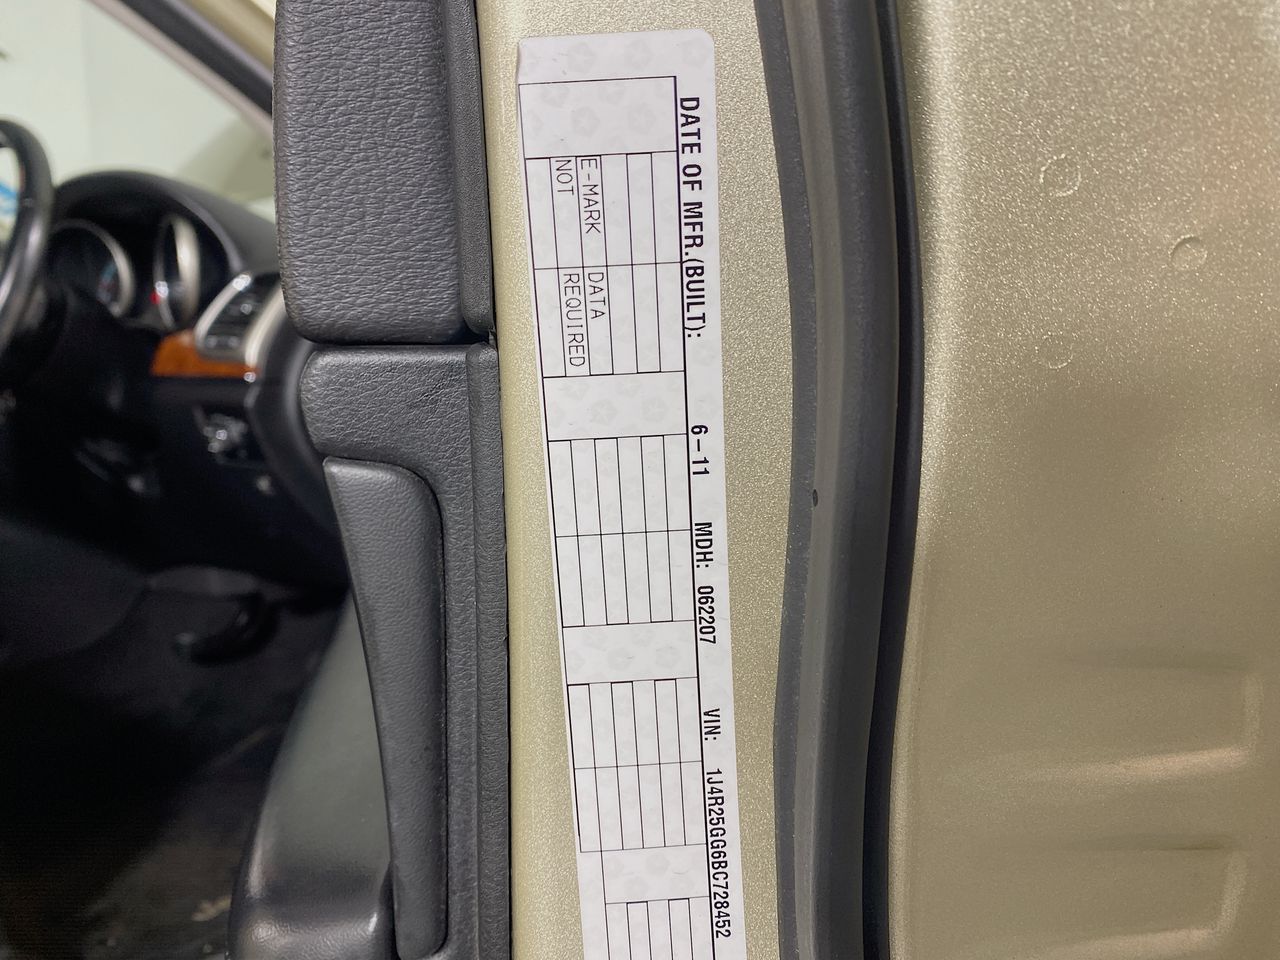 DATE OF MFR.(BUILT): 6-11 MDH: 062207 VIN: 1J4R25GG6BC728452
E-MARK DATA
NOT REQUIRED